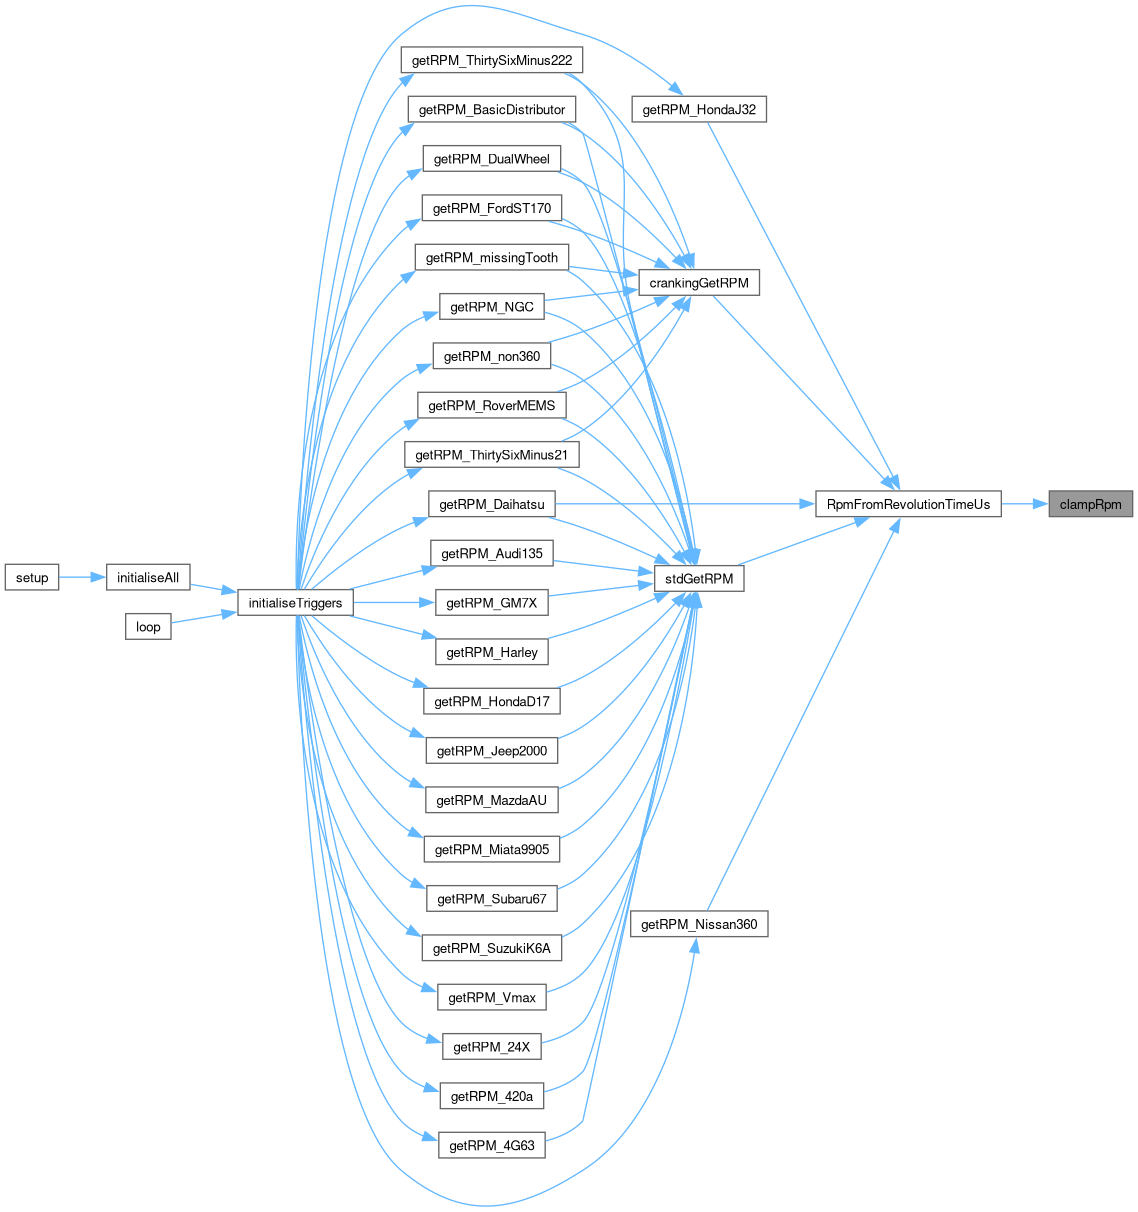 getRPM_ThirtySixMinus222
getRPM_BasicDistributor
getRPM_HondaJ32
getRPM_DualWheel
getRPM_FordST170
getRPM_missingTooth
crankingGetRPM
getRPM_NGC
getRPM_non360
getRPM_RoverMEMS
getRPM_ThirtySixMinus21
getRPM_Daihatsu
RpmFromRevolutionTimeUs
clampRpm
getRPM_Audi135
setup
initialiseAll
stdGetRPM
initialiseTriggers
getRPM_GM7X
loop
getRPM_Harley
getRPM_HondaD17
getRPM_Jeep2000
getRPM_MazdaAU
getRPM_Miata9905
getRPM_Subaru67
getRPM_Nissan360
getRPM_SuzukiK6A
getRPM_Vmax
getRPM_24X
getRPM_420a
getRPM_4G63